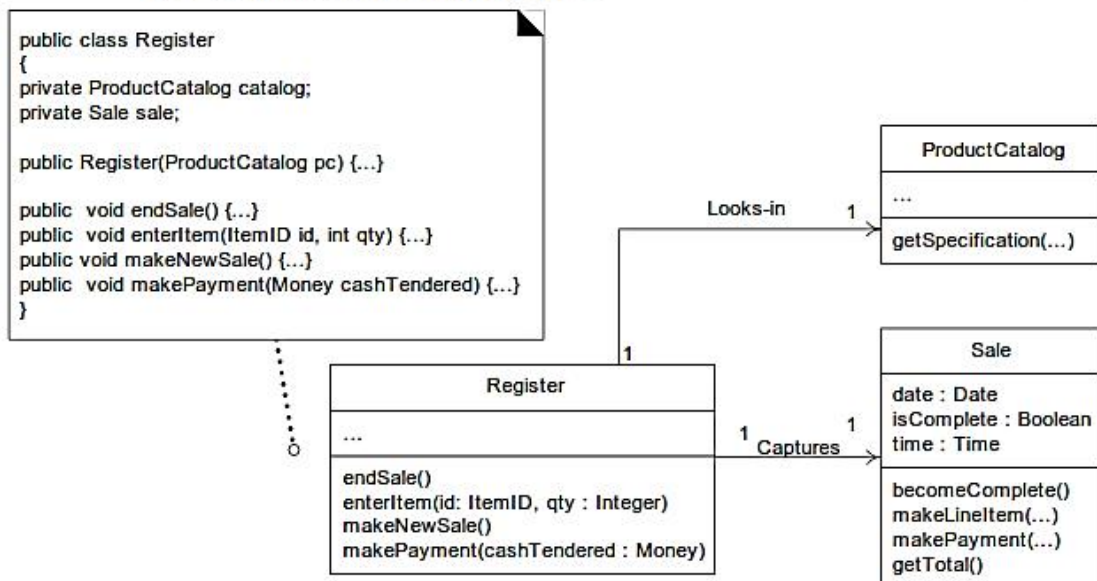 public class Register
{
private ProductCatalog catalog;
private Sale sale;
public Register(ProductCatalog pc) {...}
public  void endSale() {...}
public  void enterItem(ItemID id, int qty) {...}
public void makeNewSale() {...}
public  void makePayment(Money cashTendered) {...}
}
ProductCatalog
...
getSpecification(...)
Looks-in
1
1
Register
...
endSale()
enterItem(id: ItemID, qty : Integer)
makeNewSale()
makePayment(cashTendered : Money)
1
Captures
1
Sale
date : Date
isComplete : Boolean
time : Time
becomeComplete()
makeLineItem(...)
makePayment(...)
getTotal()